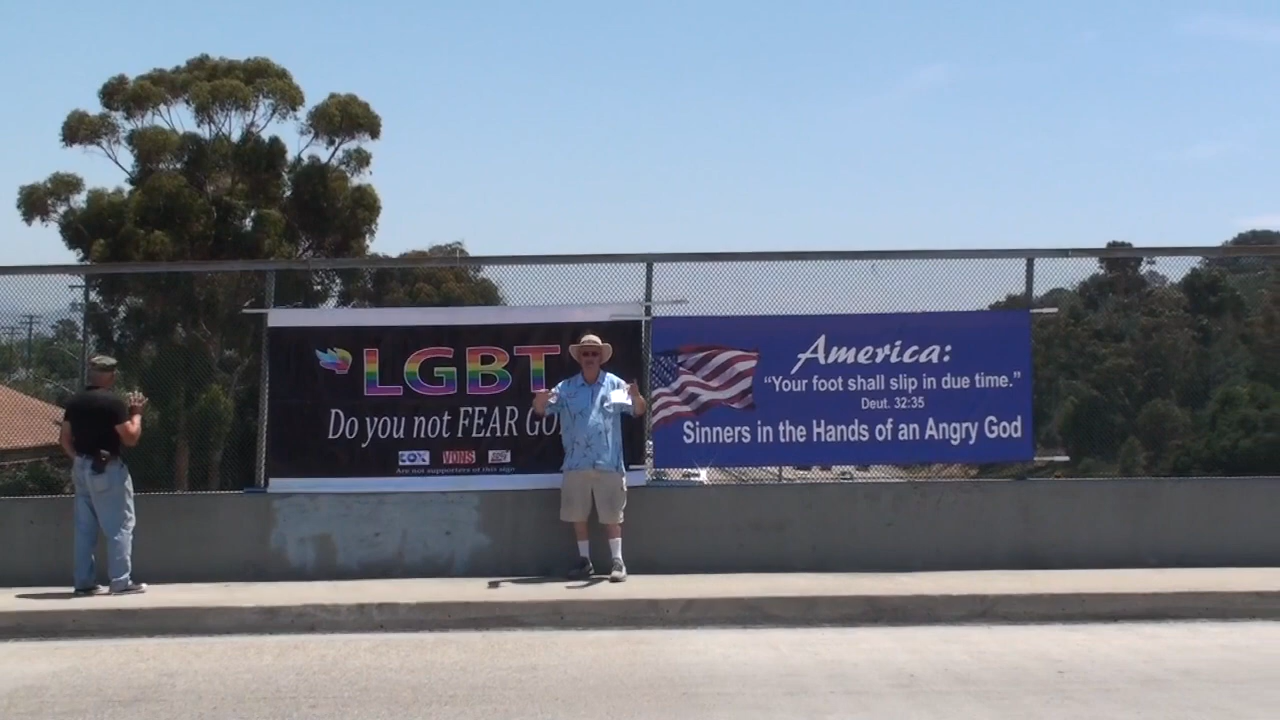 LGBT
Do you not FEAR GO
COX VONS
Are not supporters of this sign
America:
"Your foot shall slip in due time."
Deut. 32:35
Sinners in the Hands of an Angry God